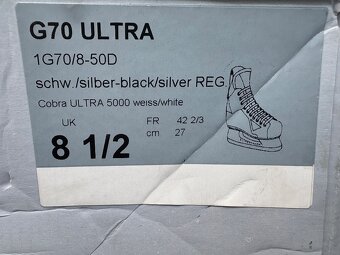 G70 ULTRA
1G70/8-50D
schw./silber-black/silver REG.
Cobra ULTRA 5000 weiss/white
UK FR 42 2/3
8 1/2 cm. 27